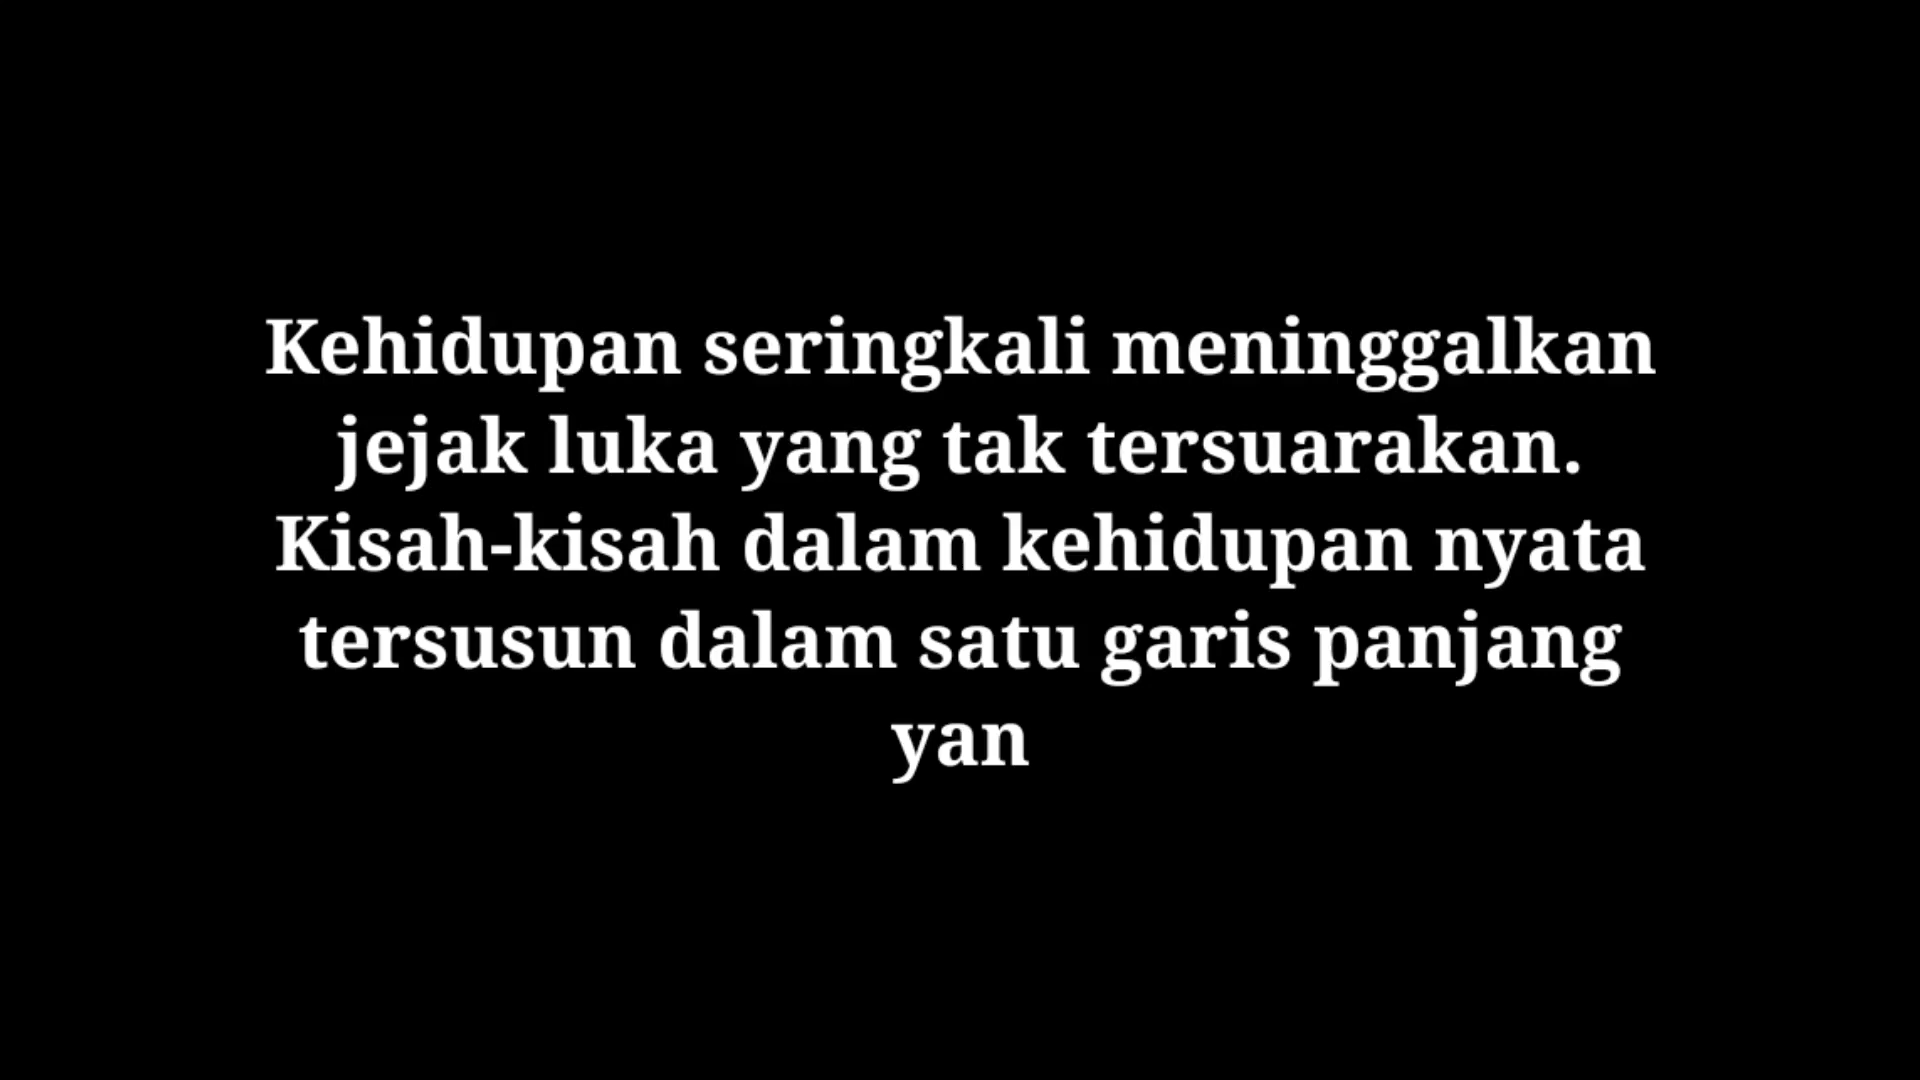 Kehidupan seringkali meninggalkan
jejak luka yang tak tersuarakan.
Kisah-kisah dalam kehidupan nyata
tersusun dalam satu garis panjang
yan